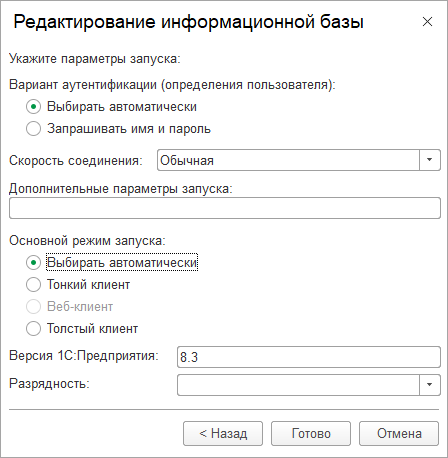 Редактирование информационной базы
Укажите параметры запуска:
Вариант аутентификации (определения пользователя):
Выбирать автоматически
Запрашивать имя и пароль
Скорость соединения: Обычная
Дополнительные параметры запуска:
Основной режим запуска:
Выбирать автоматически
Тонкий клиент
Веб-клиент
Толстый клиент
Версия 1С:Предприятия: 8.3
Разрядность:
< Назад Готово Отмена